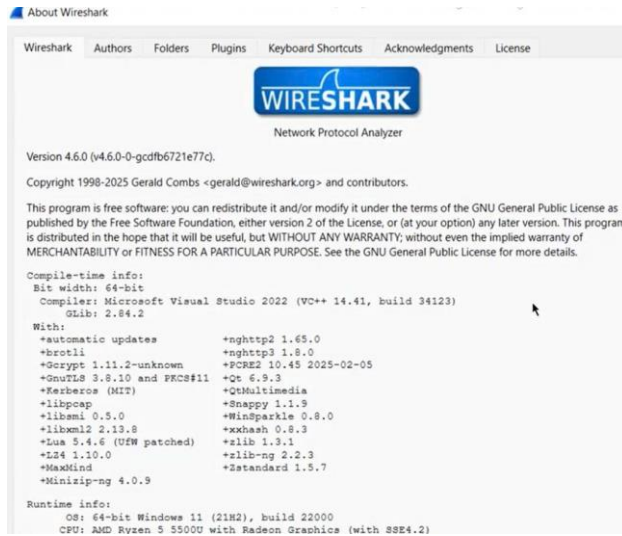 About Wireshark
Wireshark Authors Folders Plugins Keyboard Shortcuts Acknowledgments License
WIRESHARK
Network Protocol Analyzer
Version 4.6.0 (v4.6.0-0-gcdfb6721e77c).
Copyright 1998-2025 Gerald Combs <gerald@wireshark.org> and contributors.
This program is free software: you can redistribute it and/or modify it under the terms of the GNU General Public License as
published by the Free Software Foundation, either version 2 of the License, or (at your option) any later version. This program
is distributed in the hope that it will be useful, but WITHOUT ANY WARRANTY; without even the implied warranty of
MERCHANTABILITY or FITNESS FOR A PARTICULAR PURPOSE. See the GNU General Public License for more details.
Compile-time info:
Bit width: 64-bit
Compiler: Microsoft Visual Studio 2022 (VC++ 14.41, build 34123)
GLib: 2.84.2
With:
+automatic updates +nghttp2 1.65.0
+brotli +nghttp3 1.8.0
+Gcrypt 1.11.2-unknown +PCRE2 10.45 2025-02-05
+GnuTLS 3.8.10 and PKCS#11 +Qt 6.9.3
+Kerberos (MIT) +QtMultimedia
+libpcap +Snappy 1.1.9
+libsmi 0.5.0 +WinSparkle 0.8.0
+libxml2 2.13.8 +xxhash 0.8.3
+Lua 5.4.6 (UfW patched) +zlib 1.3.1
+LZ4 1.10.0 +zlib-ng 2.2.3
+MaxMind +Zstandard 1.5.7
+Minizip-ng 4.0.9
Runtime info:
OS: 64-bit Windows 11 (21H2), build 22000
CPU: AMD Ryzen 5 5500U with Radeon Graphics (with SSE4.2)